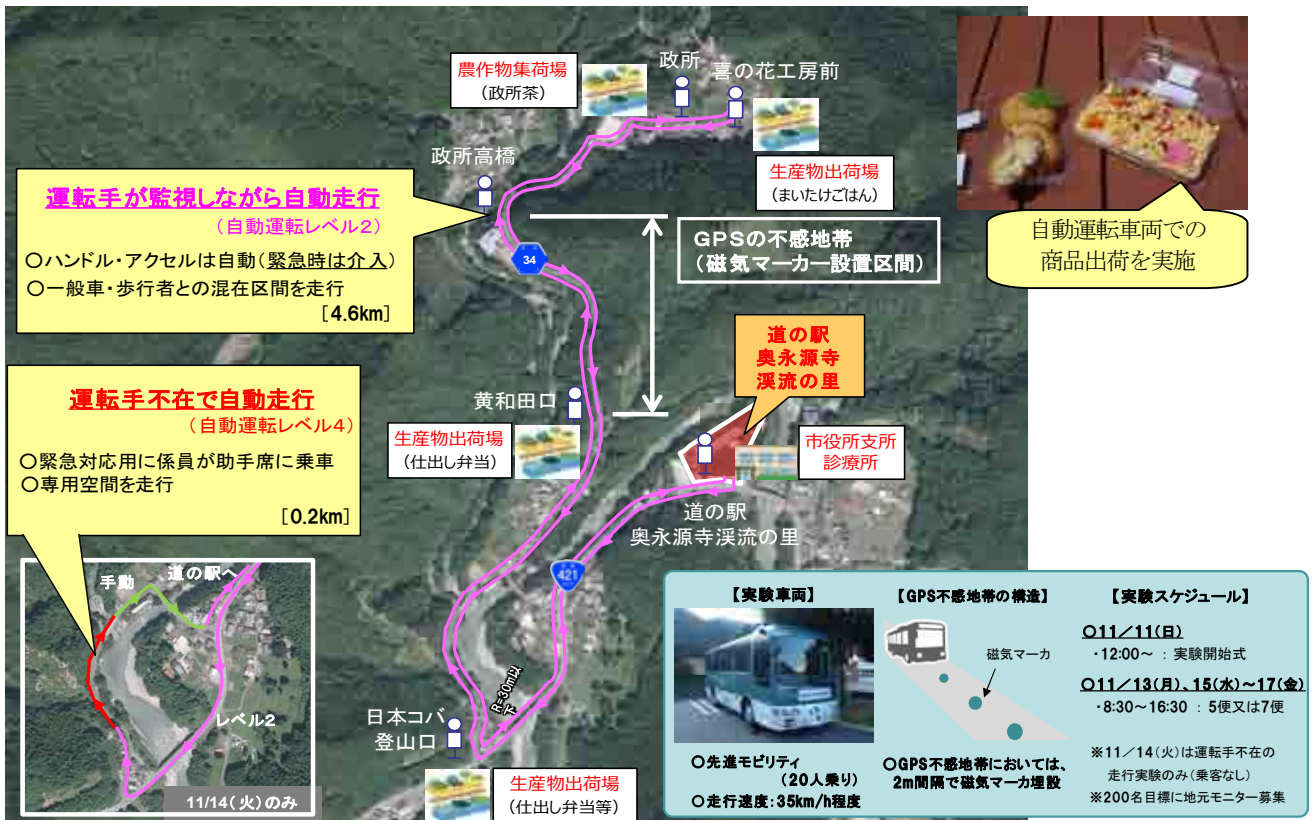 農作物集荷場
(政所茶)
政所
喜の花工房前
生産物出荷場
(まいたけごはん)
政所高橋
運転手が監視しながら自動走行
(自動運転レベル2)
○ハンドル・アクセルは自動(緊急時は介入)
○一般車・歩行者との混在区間を走行
[4.6km]
34
GPSの不感地帯
(磁気マーカー設置区間)
自動運転車両での
商品出荷を実施
道の駅
奥永源寺
渓流の里
運転手不在で自動走行
(自動運転レベル4)
○緊急対応用に係員が助手席に乗車
○専用空間を走行
[0.2km]
黄和田口
生産物出荷場
(仕出し弁当)
市役所支所
診療所
道の駅
奥永源寺渓流の里
421
手動
道の駅へ
レベル2
11/14(火)のみ
R=30m以
下
日本コバ
登山口
生産物出荷場
(仕出し弁当等)
【実験車両】
○先進モビリティ
(20人乗り)
○走行速度:35km/h程度
【GPS不感地帯の構造】
磁気マーカ
○GPS不感地帯においては、
2m間隔で磁気マーカ埋設
【実験スケジュール】
○11/11(日)
・12:00~ : 実験開始式
○11/13(月)、15(水)~17(金)
・8:30~16:30 : 5便又は7便
※11/14(火)は運転手不在の
走行実験のみ(乗客なし)
※200名目標に地元モニター募集